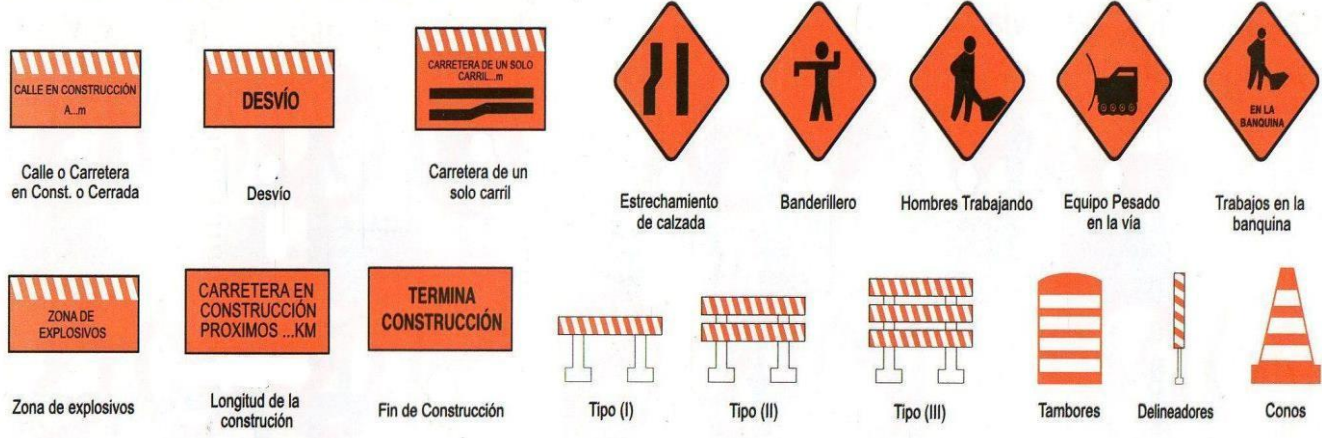 CALLE EN CONSTRUCCIÓN
A...m
DESVÍO
CARRETERA DE UN SOLO
CARRIL...m
EN LA
BANQUINA
Calle o Carretera
en Const. o Cerrada
Desvío
Carretera de un
solo carril
Estrechamiento
de calzada
Banderillero
Hombres Trabajando
Equipo Pesado
en la vía
Trabajos en la
banquina
ZONA DE
EXPLOSIVOS
CARRETERA EN
CONSTRUCCIÓN
PROXIMOS ...KM
TERMINA
CONSTRUCCIÓN
Zona de explosivos
Longitud de la
construción
Fin de Construcción
Tipo (I)
Tipo (II)
Tipo (III)
Tambores
Delineadores
Conos